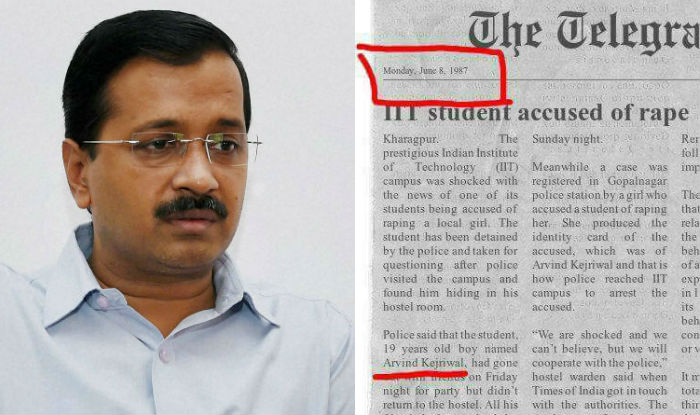 The Telegra
Monday, June 8, 1987
IIT student accused of rape
Kharagpur. The
prestigious Indian Institute
of Technology (IIT)
campus was shocked with
the news of one of its
students being accused of
raping a local girl. The
student has been detained
by the police and taken for
questioning after police
visited the campus and
found him hiding in his
hostel room.
Police said that the student,
19 years old boy named
Arvind Kejriwal, had gone
on Friday
night for party but didn't
return to the hostel. All his
Sunday night.
Meanwhile a case was
registered in Gopalnagar
police station by a girl who
accused a student of raping
her. She produced the
identity card of the
accused, which was of
Arvind Kejriwal and that is
how police reached IIT
campus to arrest the
accused.
“We are shocked and we
can't believe, but we will
cooperate with the police,”
hostel warden said when
Times of India got in touch
with the authorities. The
The
that
the
of
in
its
or
It